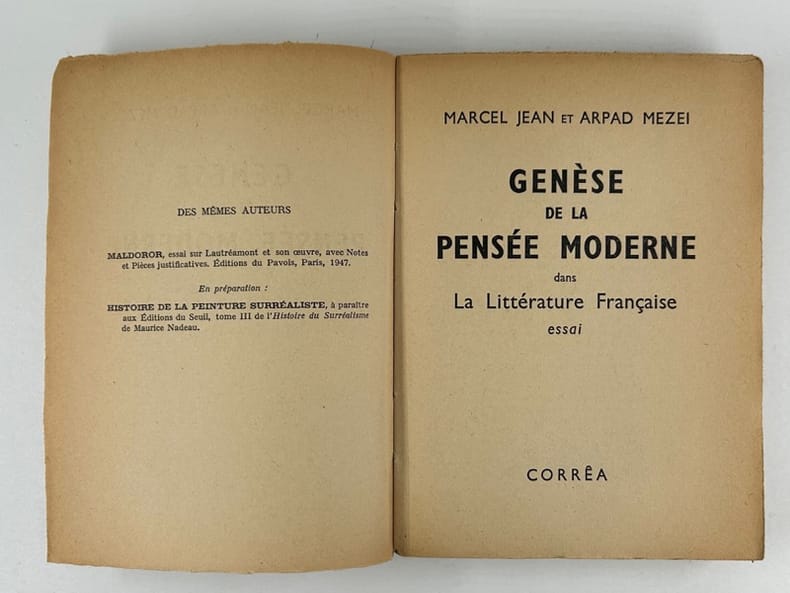 DES MÊMES AUTEURS
MALDOROR, essai sur Lautréamont et son œuvre, avec Notes
et Pièces justificatives. Éditions du Pavois, Paris, 1947.
En préparation :
HISTOIRE DE LA PEINTURE SURRÉALISTE, à paraître
aux Éditions du Seuil, tome III de l'Histoire du Surréalisme
de Maurice Nadeau.
MARCEL JEAN ET ARPAD MEZEI
GENÈSE
DE LA
PENSÉE MODERNE
dans
La Littérature Française
essai
CORRÊA